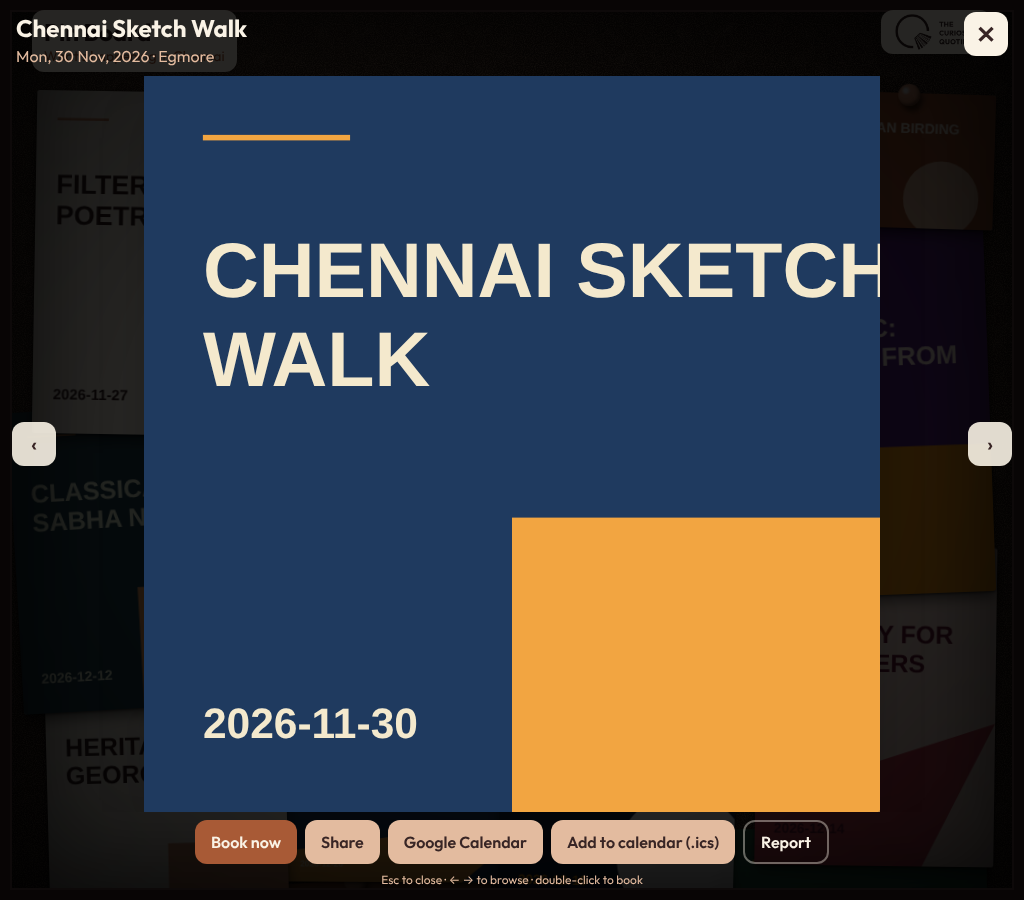 Chennai Sketch Walk
Mon, 30 Nov, 2026 · Egmore
THE
×
AN BIRDING
FILTER
POETR
C:
FROM
CHENNAI SKETCH
WALK
2026-11-27
‹
›
CLASSIC
SABHA N
Y FOR
ERS
2026-12-12
2026-11-30
HERITA
GEORG
Book now
Share
Google Calendar
Add to calendar (.ics)
Report
Esc to close · ← → to browse · double-click to book